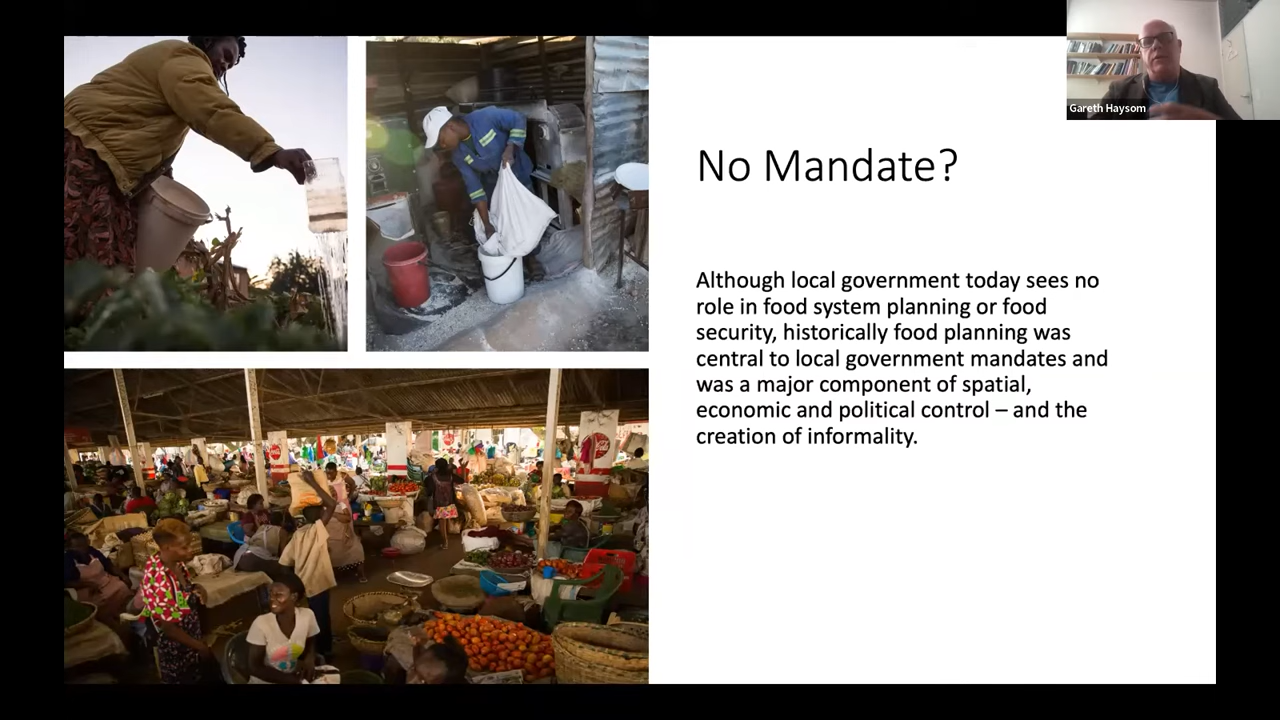 Gareth Haysom
No Mandate?
Although local government today sees no
role in food system planning or food
security, historically food planning was
central to local government mandates and
was a major component of spatial,
economic and political control – and the
creation of informality.
Coca-Cola